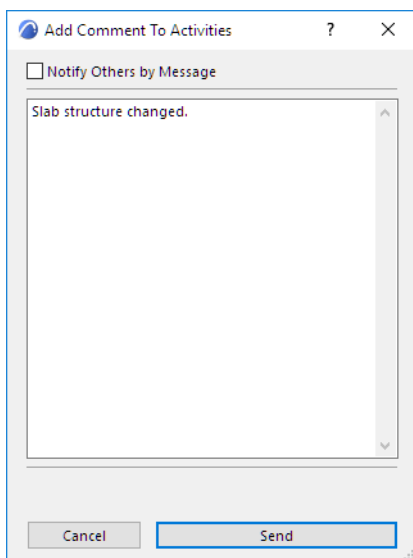 Add Comment To Activities ?
Notify Others by Message
Slab structure changed.
Cancel Send